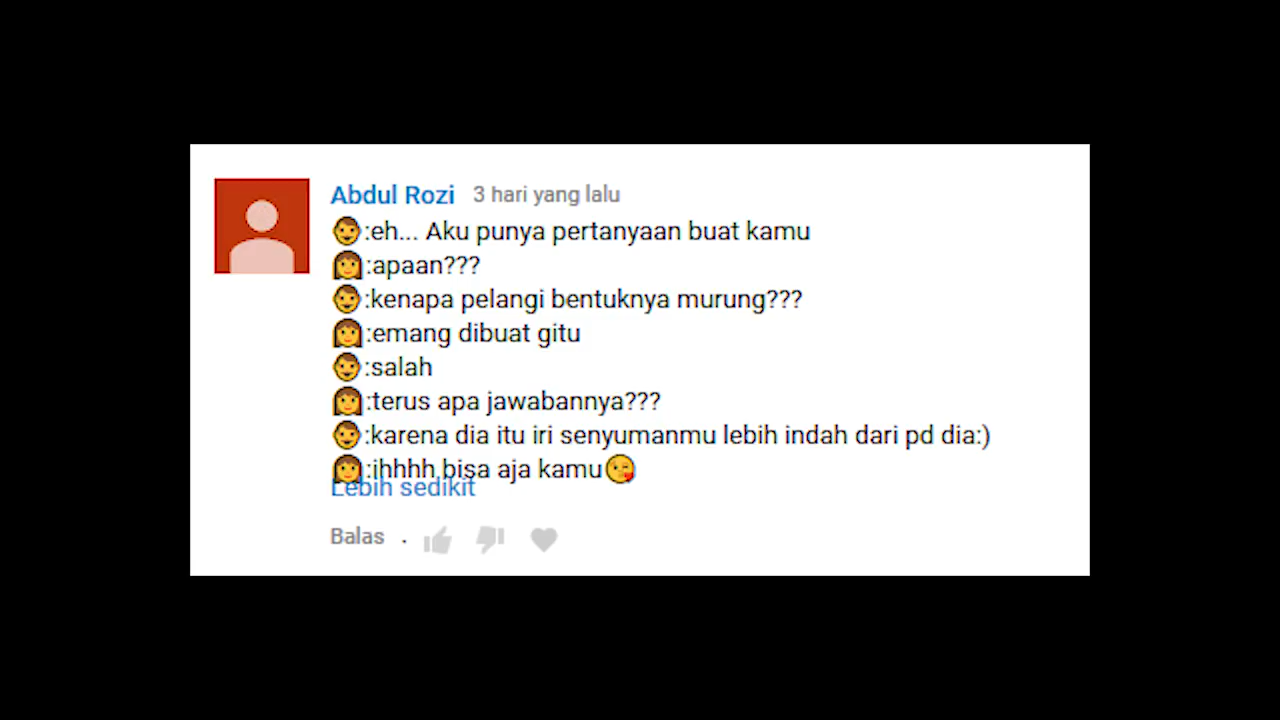 Abdul Rozi 3 hari yang lalu
👨:eh... Aku punya pertanyaan buat kamu
👩:apaan???
👨:kenapa pelangi bentuknya murung???
👩:emang dibuat gitu
👨:salah
👩:terus apa jawabannya???
👨:karena dia itu iri senyumanmu lebih indah dari pd dia:)
👩:ihhhh bisa aja kamu😘
Lebih sedikit
Balas ·